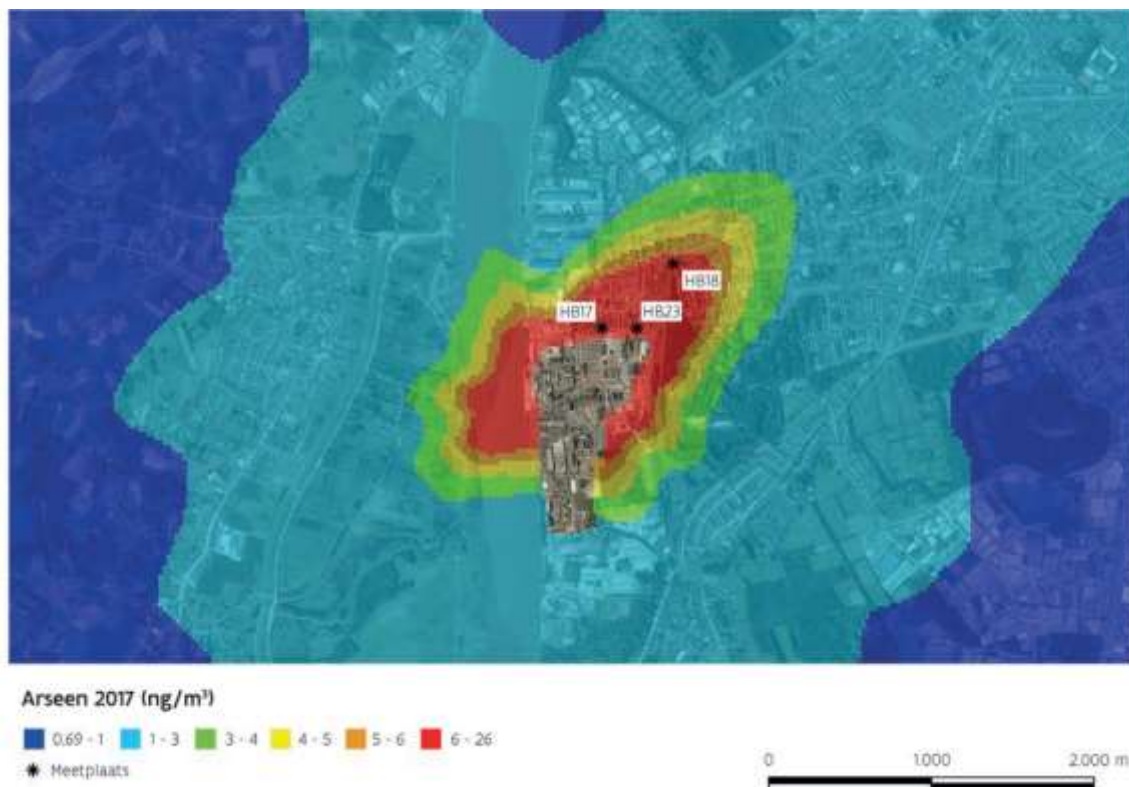 HB18
HB17 HB23
Arseen 2017 (ng/m³)
0.69 - 1 1 - 3 3 - 4 4 - 5 5 - 6 6 - 26
Meetplaats
0 1.000 2.000 m